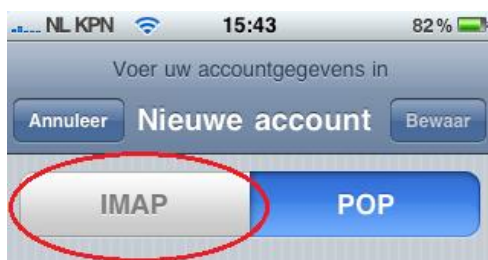 NL KPN 15:43 82%
Voer uw accountgegevens in
Annuleer Nieuwe account Bewaar
IMAP POP